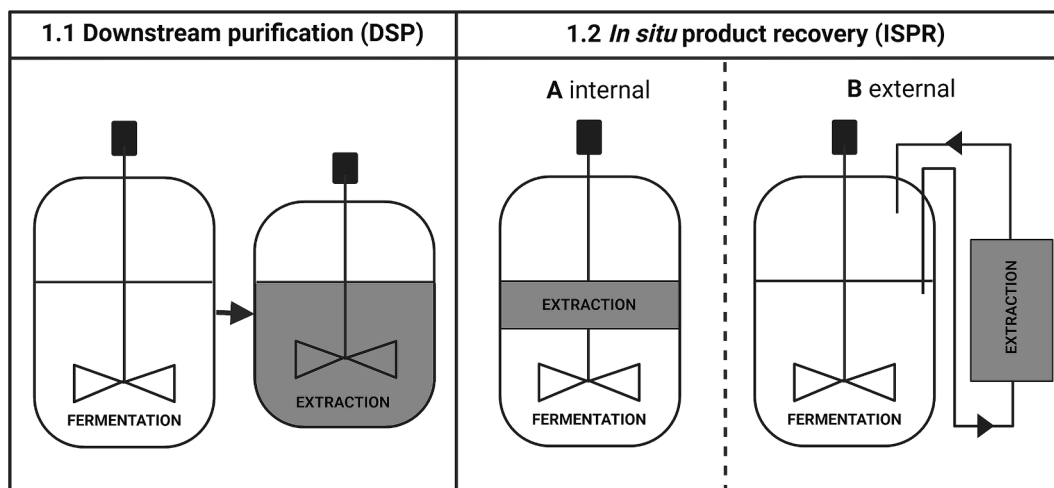 1.1 Downstream purification (DSP)
1.2 In situ product recovery (ISPR)
A internal
B external
FERMENTATION
EXTRACTION
EXTRACTION
FERMENTATION
FERMENTATION
EXTRACTION